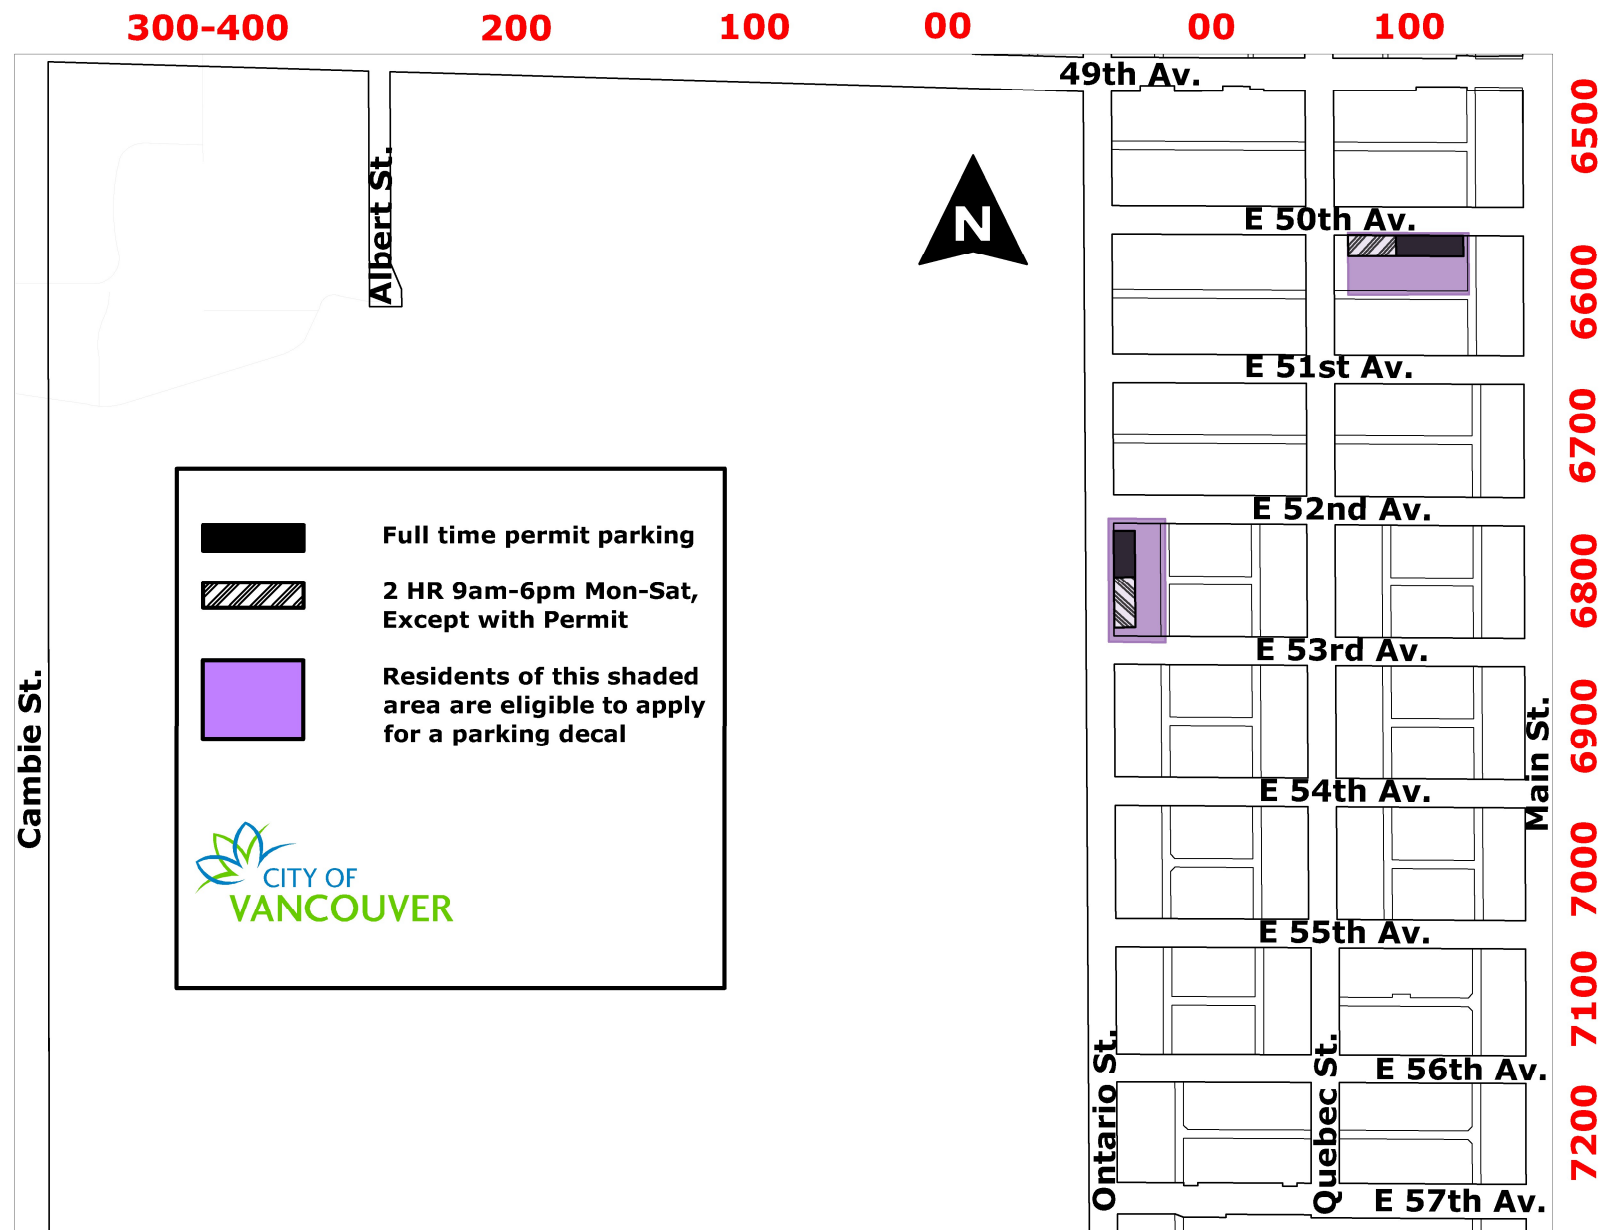 300-400 200 100 00 00 100
49th Av.
6500
Albert St.
N
E 50th Av.
6600
E 51st Av.
6700
E 52nd Av.
6800
Full time permit parking
2 HR 9am-6pm Mon-Sat,
Except with Permit
Residents of this shaded
area are eligible to apply
for a parking decal
CITY OF
VANCOUVER
E 53rd Av.
Cambie St.
6900
Main St.
E 54th Av.
7000
E 55th Av.
7100
Ontario St.
Quebec St.
E 56th Av.
7200
E 57th Av.